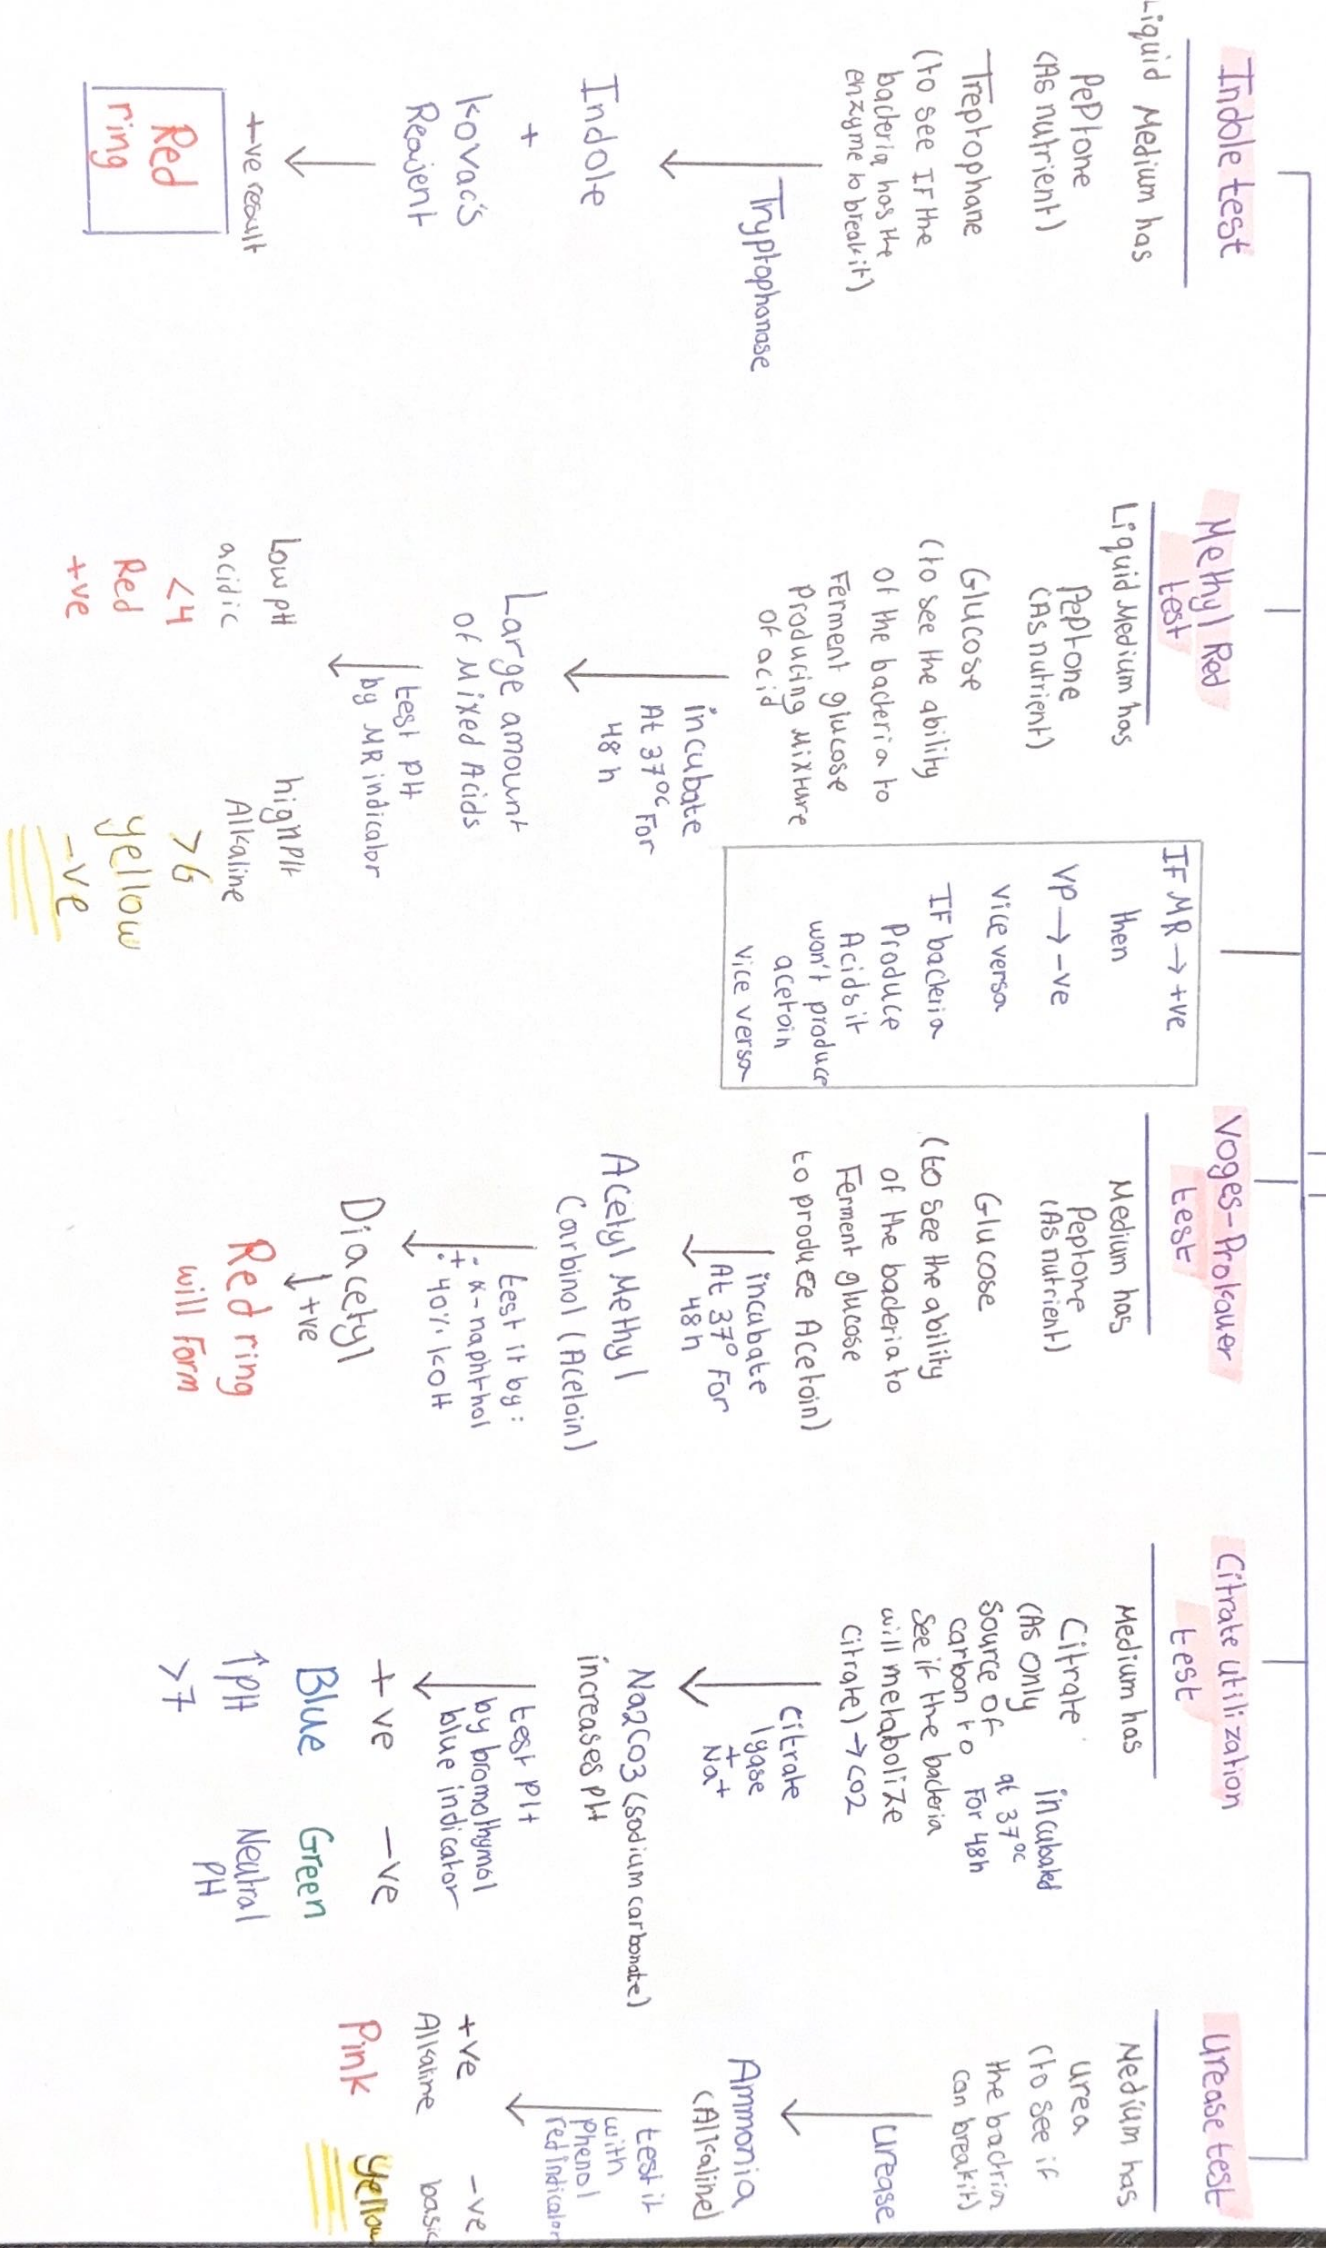 Indole test
Liquid Medium has
Peptone
(As nutrient)
Treptophane
(to see IF the
bacteria has the
enzyme to break it)
Tryptophanase
Indole
+
Kovac's
Reajent
+ve result
Red
ring
Methyl Red
test
Liquid Medium has
Peptone
(As nutrient)
Glucose
(to see the ability
of the bacteria to
Ferment glucose
Producing Mixture
of acid
incubate
At 37°C For
48 h
Large amount
of Mixed Acids
test pH
by MR indicator
Low pH
acidic
<4
Red
+ve
high PH
Alkaline
>6
yellow
-ve
IF MR → +ve
then
VP → -ve
vice versa
IF bacteria
Produce
Acids it
won't produce
acetoin
vice versa
Voges-Prokauer
test
Medium has
Peptone
(As nutrient)
Glucose
(to see the ability
of the bacteria to
Ferment glucose
to produce Acetoin)
incubate
At 37° For
48 h
Acetyl Methyl
Carbinol (Acetoin)
test it by:
· α-naphthol
+
· 40% KOH
Diacetyl
↓ +ve
Red ring
will Form
Citrate utilization
test
Medium has
Citrate
(As only
source of
carbon to
see if the bacteria
will metabolize
citrate) → CO2
incubated
at 37°C
For 48h
Citrate
lyase
+
Na+
Na2CO3 (sodium carbonate)
increases pH
test pH
by bromothymol
blue indicator
+ve
Blue
↑PH
>7
-ve
Green
Neutral
PH
Urease test
Medium has
urea
(to see if
the bactria
can break it)
Urease
Ammonia
(Alkaline)
test it
with
Phenol
red indicator
+ve
Alkaline
Pink
-ve
basic
yellow